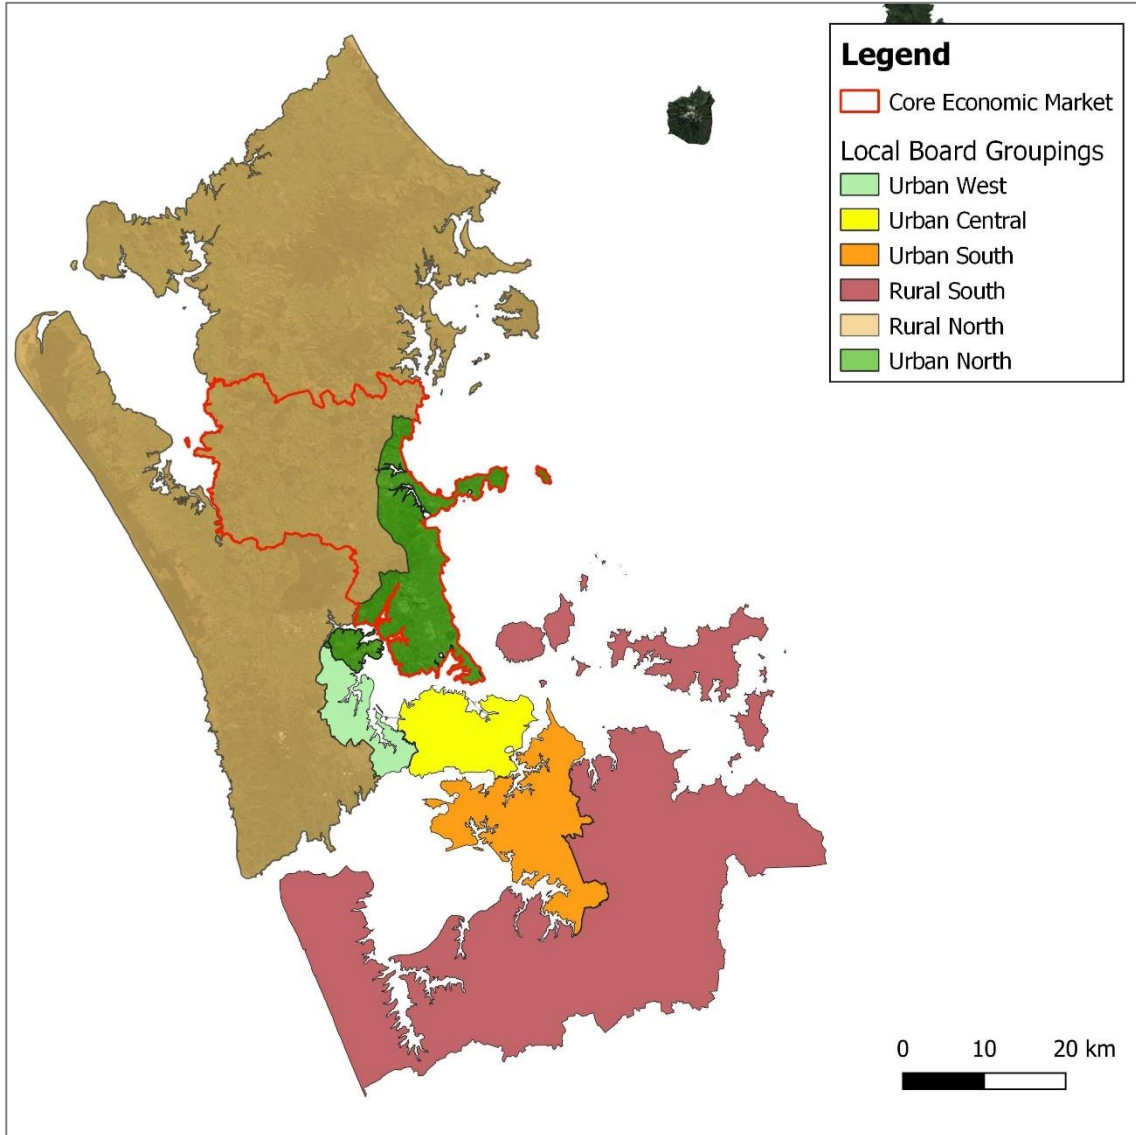 Legend
Core Economic Market
Local Board Groupings
Urban West
Urban Central
Urban South
Rural South
Rural North
Urban North
0 10 20 km